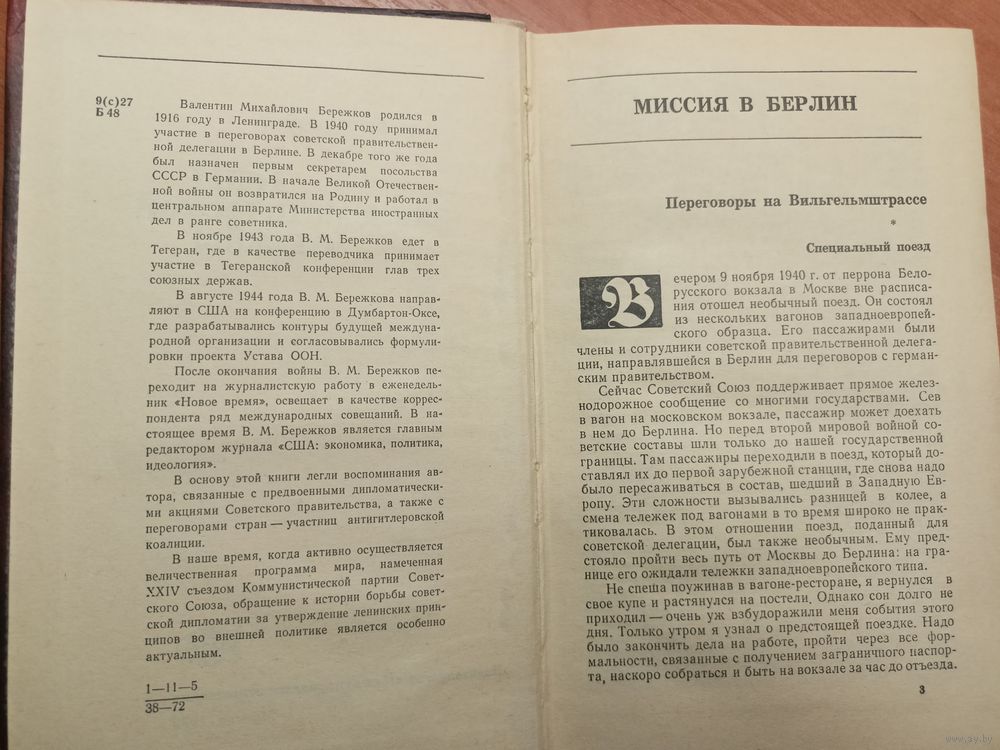 9(с)27
Б 48
Валентин Михайлович Бережков родился в
1916 году в Ленинграде. В 1940 году принимал
участие в переговорах советской правительствен-
ной делегации в Берлине. В декабре того же года
был назначен первым секретарем посольства
СССР в Германии. В начале Великой Отечествен-
ной войны он возвратился на Родину и работал в
центральном аппарате Министерства иностранных
дел в ранге советника.
В ноябре 1943 года В. М. Бережков едет в
Тегеран, где в качестве переводчика принимает
участие в Тегеранской конференции глав трех
союзных держав.
В августе 1944 года В. М. Бережкова направ-
ляют в США на конференцию в Думбартон-Оксе,
где разрабатывались контуры будущей междуна-
родной организации и согласовывались формули-
ровки проекта Устава ООН.
После окончания войны В. М. Бережков пе-
реходит на журналистскую работу в еженедель-
ник «Новое время», освещает в качестве коррес-
пондента ряд международных совещаний. В на-
стоящее время В. М. Бережков является главным
редактором журнала «США: экономика, политика,
идеология».
В основу этой книги легли воспоминания ав-
тора, связанные с предвоенными дипломатически-
ми акциями Советского правительства, а также с
переговорами стран — участниц антигитлеровской
коалиции.
В наше время, когда активно осуществляется
величественная программа мира, намеченная
XXIV съездом Коммунистической партии Совет-
ского Союза, обращение к истории борьбы совет-
ской дипломатии за утверждение ленинских прин-
ципов во внешней политике является особенно
актуальным.
1—11—5
38—72
МИССИЯ В БЕРЛИН
Переговоры на Вильгельмштрассе
*
Специальный поезд
Вечером 9 ноября 1940 г. от перрона Бело-
русского вокзала в Москве вне расписа-
ния отошел необычный поезд. Он состоял
из нескольких вагонов западноевропей-
ского образца. Его пассажирами были
члены и сотрудники советской правительственной делега-
ции, направлявшейся в Берлин для переговоров с герман-
ским правительством.
Сейчас Советский Союз поддерживает прямое желез-
нодорожное сообщение со многими государствами. Сев
в вагон на московском вокзале, пассажир может доехать
в нем до Берлина. Но перед второй мировой войной со-
ветские составы шли только до нашей государственной
границы. Там пассажиры переходили в поезд, который до-
ставлял их до первой зарубежной станции, где снова надо
было пересаживаться в состав, шедший в Западную Ев-
ропу. Эти сложности вызывались разницей в колее, а
смена тележек под вагонами в то время широко не прак-
тиковалась. В этом отношении поезд, поданный для
советской делегации, был также необычным. Ему пред-
стояло пройти весь путь от Москвы до Берлина: на гра-
нице его ожидали тележки западноевропейского типа.
Не спеша поужинав в вагоне-ресторане, я вернулся в
свое купе и растянулся на постели. Однако сон долго не
приходил — очень уж взбудоражили меня события этого
дня. Только утром я узнал о предстоящей поездке. Надо
было закончить дела на работе, пройти через все фор-
мальности, связанные с получением заграничного паспор-
та, наскоро собраться и быть на вокзале за час до отъезда.
3
www.ay.by